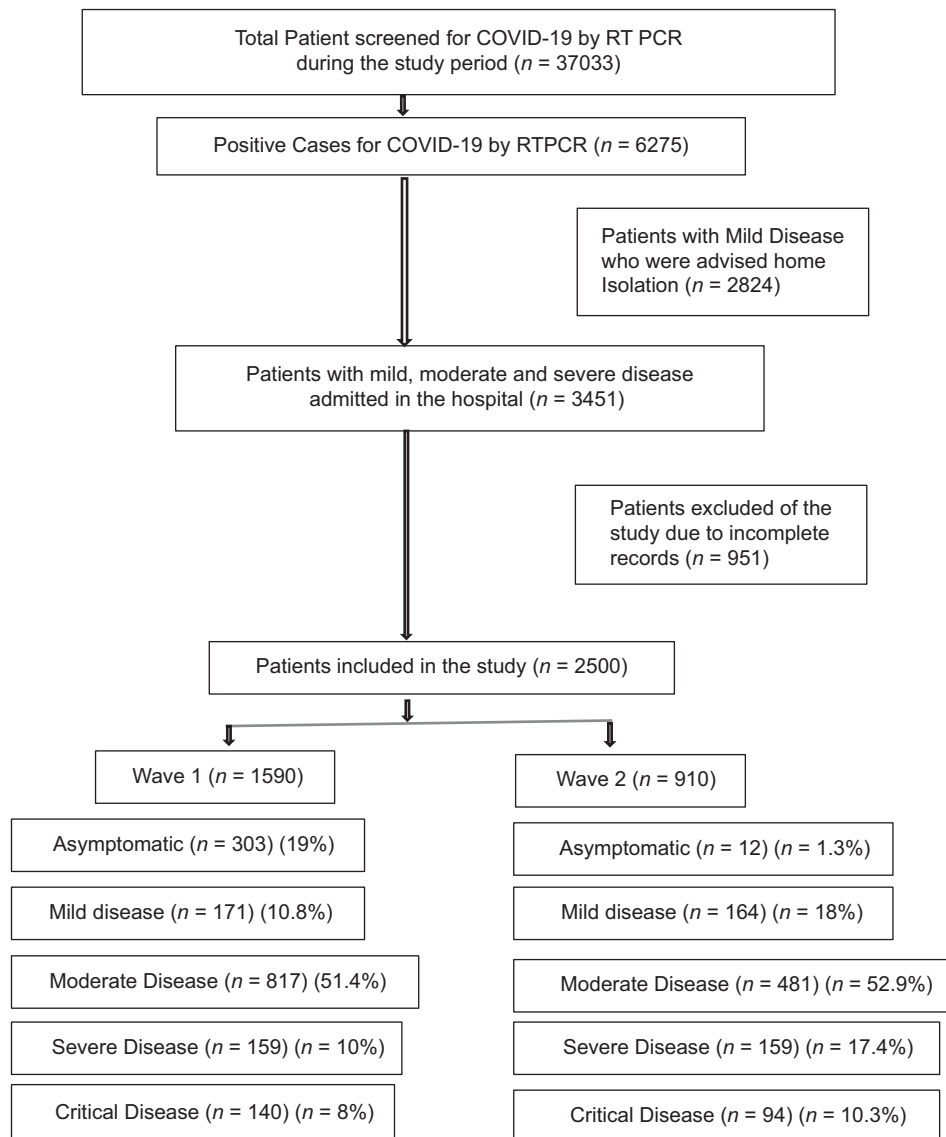 Total Patient screened for COVID-19 by RT PCR
during the study period (n = 37033)
Positive Cases for COVID-19 by RTPCR (n = 6275)
Patients with Mild Disease
who were advised home
Isolation (n = 2824)
Patients with mild, moderate and severe disease
admitted in the hospital (n = 3451)
Patients excluded of the
study due to incomplete
records (n = 951)
Patients included in the study (n = 2500)
Wave 1 (n = 1590)
Asymptomatic (n = 303) (19%)
Mild disease (n = 171) (10.8%)
Moderate Disease (n = 817) (51.4%)
Severe Disease (n = 159) (n = 10%)
Critical Disease (n = 140) (n = 8%)
Wave 2 (n = 910)
Asymptomatic (n = 12) (n = 1.3%)
Mild disease (n = 164) (n = 18%)
Moderate Disease (n = 481) (n = 52.9%)
Severe Disease (n = 159) (n = 17.4%)
Critical Disease (n = 94) (n = 10.3%)